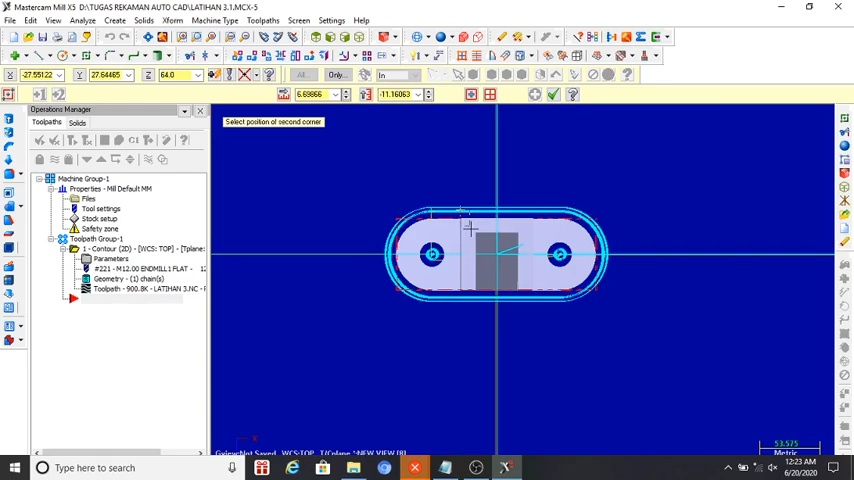 Mastercam Mill X5  D:\TUGAS REKAMAN AUTO CAD\LATIHAN 3.1.MCX-5
File Edit View Analyze Create Solids Xform Machine Type Toolpaths Screen Settings Help
X -27.55122 Y 27.64465 Z 64.0 All... Only... In
+1 +2 6.69866 -11.16063
Operations Manager
Select position of second corner
Toolpaths Solids
Machine Group-1
Properties - Mill Default MM
Files
Tool settings
Stock setup
Safety zone
Toolpath Group-1
1 - Contour (2D) - [WCS: TOP] - [Tplane:
Parameters
#221 - M12.00 ENDMILL1 FLAT - 12
Geometry - (1) chain(s)
Toolpath - 900.8K - LATIHAN 3.NC - P
53.575
Metric
Gview:Not Saved WCS:TOP T/Cplane :NEW VIEW [8]
Type here to search
12:23 AM
6/20/2020